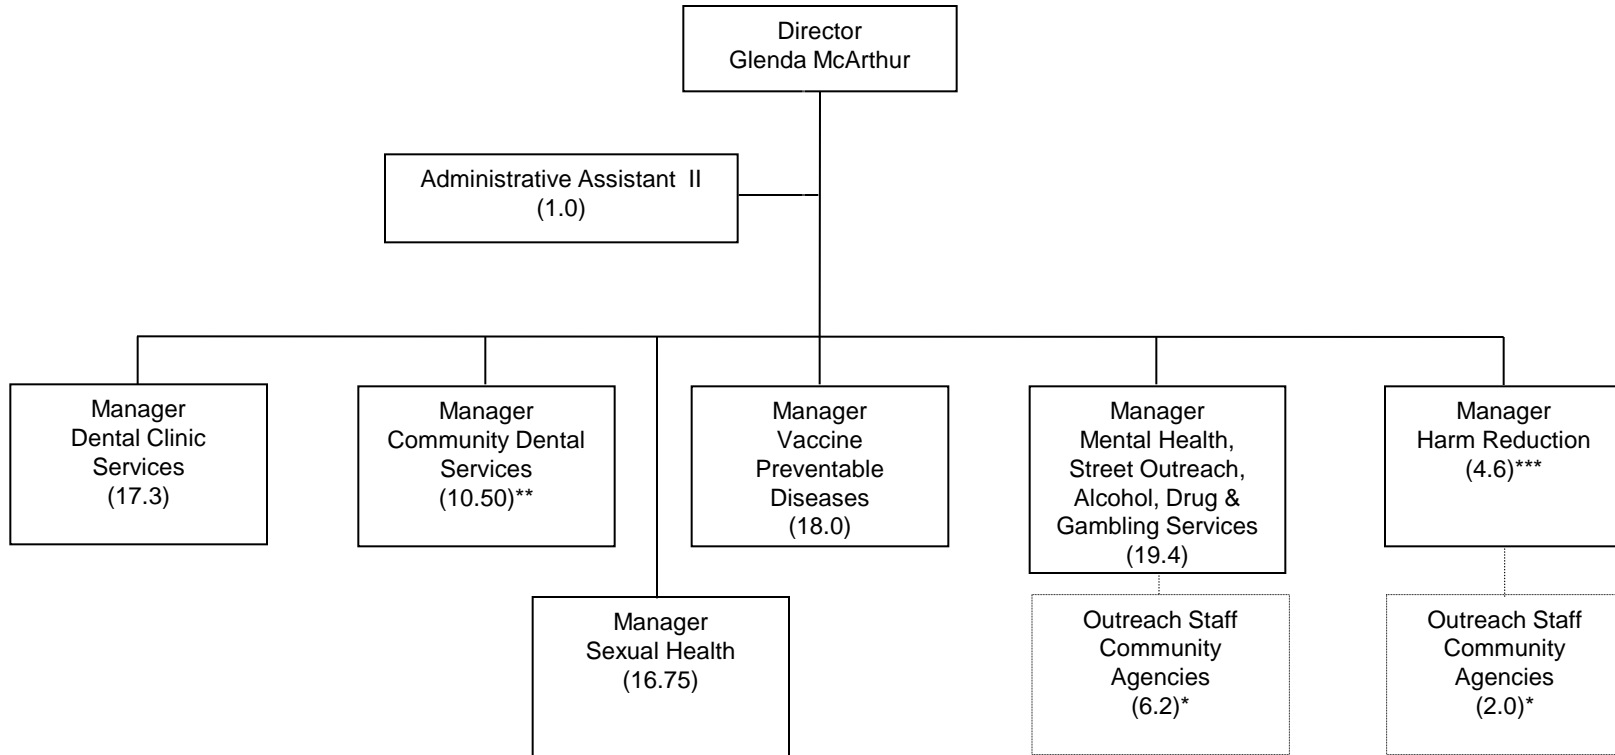 Director
Glenda McArthur
Administrative Assistant II
(1.0)
Manager
Dental Clinic
Services
(17.3)
Manager
Community Dental
Services
(10.50)**
Manager
Vaccine
Preventable
Diseases
(18.0)
Manager
Mental Health,
Street Outreach,
Alcohol, Drug &
Gambling Services
(19.4)
Manager
Harm Reduction
(4.6)***
Manager
Sexual Health
(16.75)
Outreach Staff
Community
Agencies
(6.2)*
Outreach Staff
Community
Agencies
(2.0)*